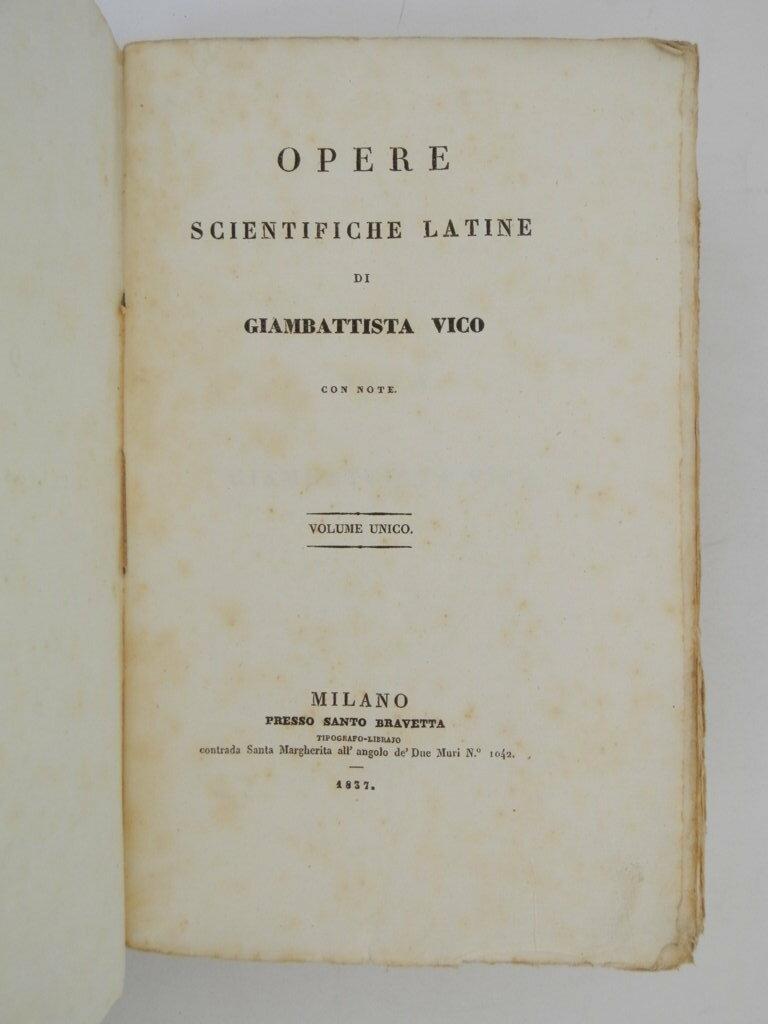 OPERE
SCIENTIFICHE LATINE
DI
GIAMBATTISTA VICO
CON NOTE.
VOLUME UNICO.
MILANO
PRESSO SANTO BRAVETTA
TIPOGRAFO-LIBRAJO
contrada Santa Margherita all' angolo de' Due Muri N.º 1042.
1837.